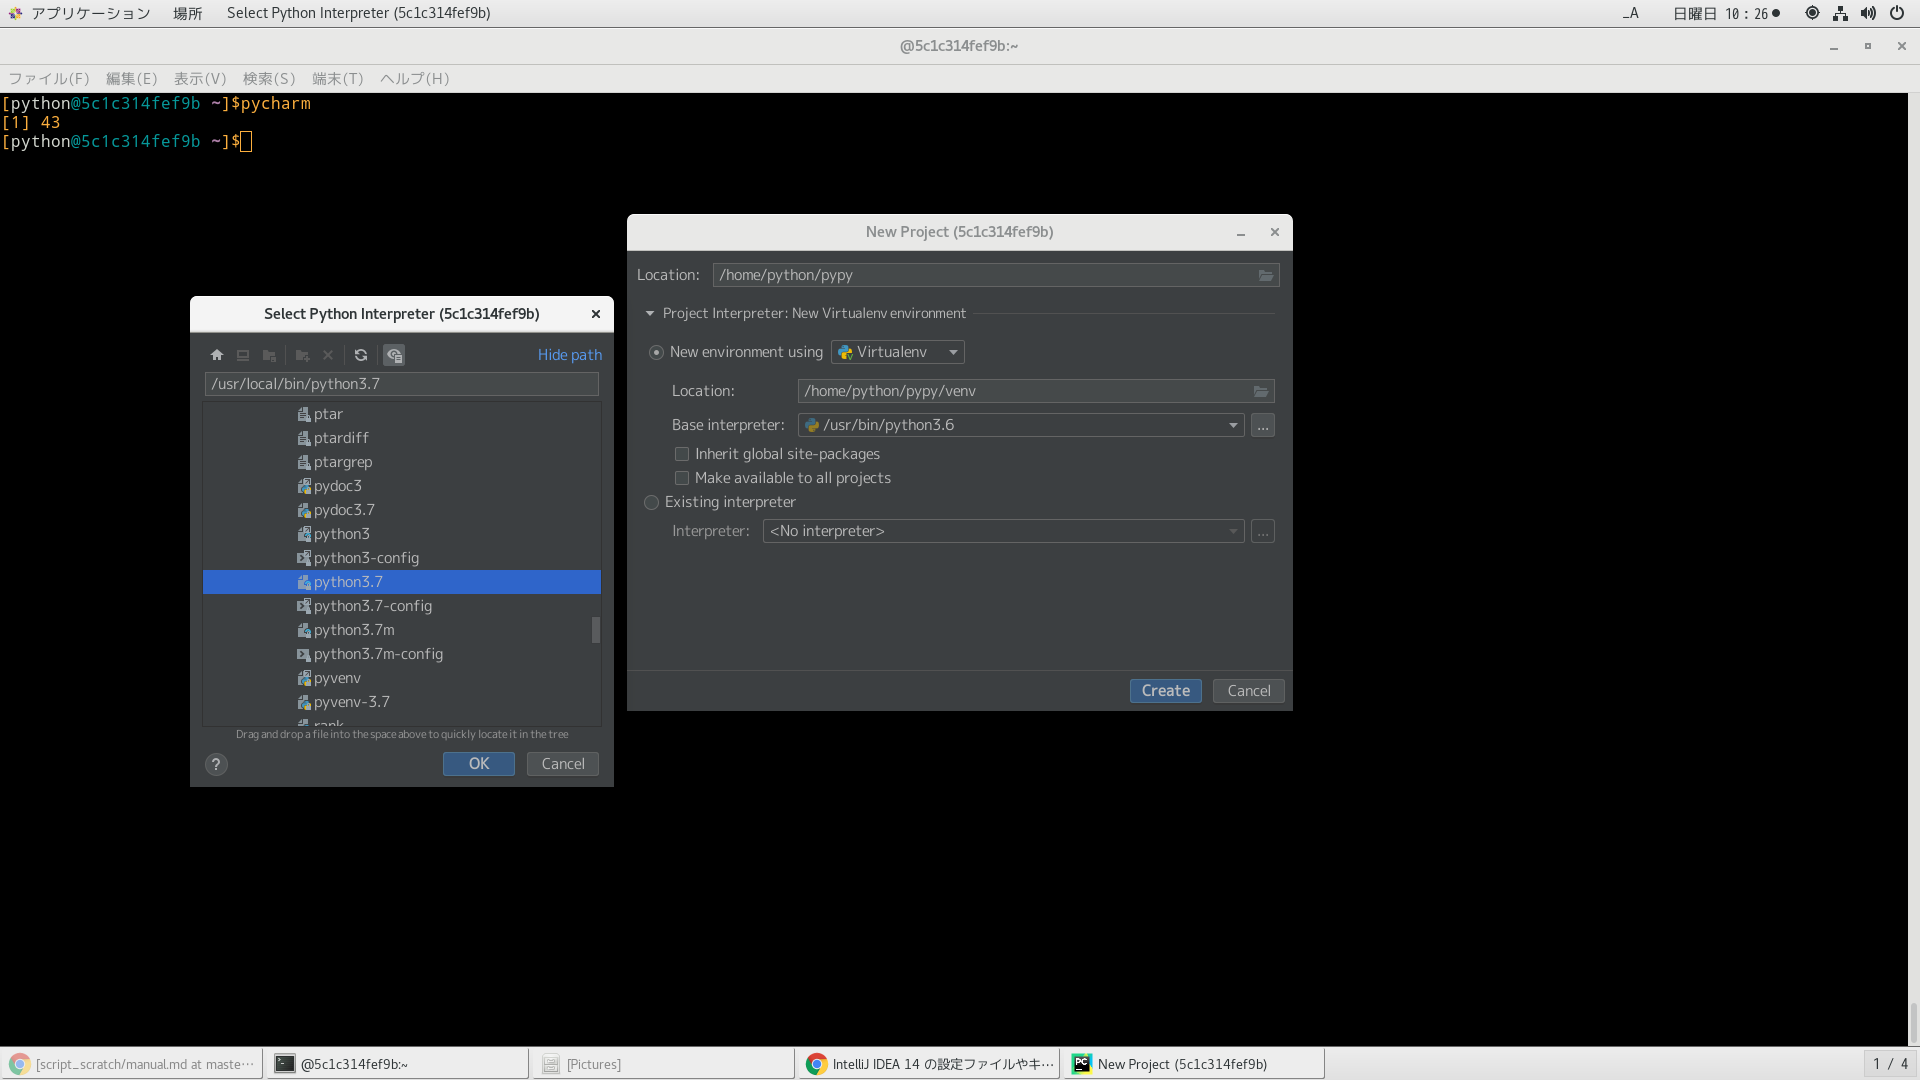 アプリケーション 場所 Select Python Interpreter (5c1c314fef9b) _A 日曜日 10：26
@5c1c314fef9b:~
ファイル(F) 編集(E) 表示(V) 検索(S) 端末(T) ヘルプ(H)
[python@5c1c314fef9b ~]$pycharm
[1] 43
[python@5c1c314fef9b ~]$
New Project (5c1c314fef9b)
Location: /home/python/pypy
Project Interpreter: New Virtualenv environment
New environment using Virtualenv
Location: /home/python/pypy/venv
Base interpreter: /usr/bin/python3.6 ...
Inherit global site-packages
Make available to all projects
Existing interpreter
Interpreter: <No interpreter> ...
Create Cancel
Select Python Interpreter (5c1c314fef9b)
Hide path
/usr/local/bin/python3.7
ptar
ptardiff
ptargrep
pydoc3
pydoc3.7
python3
python3-config
python3.7
python3.7-config
python3.7m
python3.7m-config
pyvenv
pyvenv-3.7
rank
Drag and drop a file into the space above to quickly locate it in the tree
? OK Cancel
[script_scratch/manual.md at maste… @5c1c314fef9b:~ [Pictures] IntelliJ IDEA 14 の設定ファイルやキ… New Project (5c1c314fef9b) 1 / 4